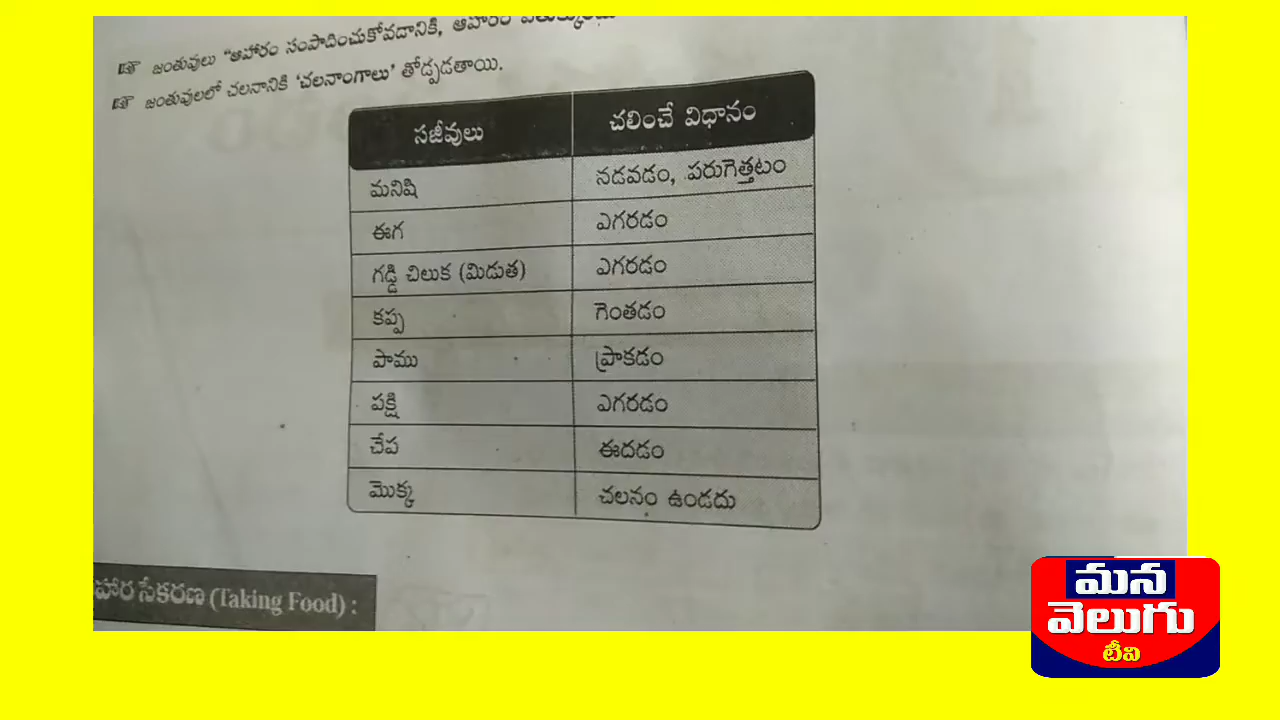 ☞ జంతువులు "ఆహారం సంపాదించుకోవడానికి, ఆహారం
☞ జంతువులలో చలనానికి 'చలనాంగాలు' తోడ్పడతాయి.
సజీవులు చలించే విధానం
మనిషి నడవడం, పరుగెత్తటం
ఈగ ఎగరడం
గడ్డి చిలుక (మిడుత) ఎగరడం
కప్ప గెంతడం
పాము ప్రాకడం
పక్షి ఎగరడం
చేప ఈదడం
మొక్క చలనం ఉండదు
సేకరణ (Taking Food) :
మన
వెలుగు
టీవి